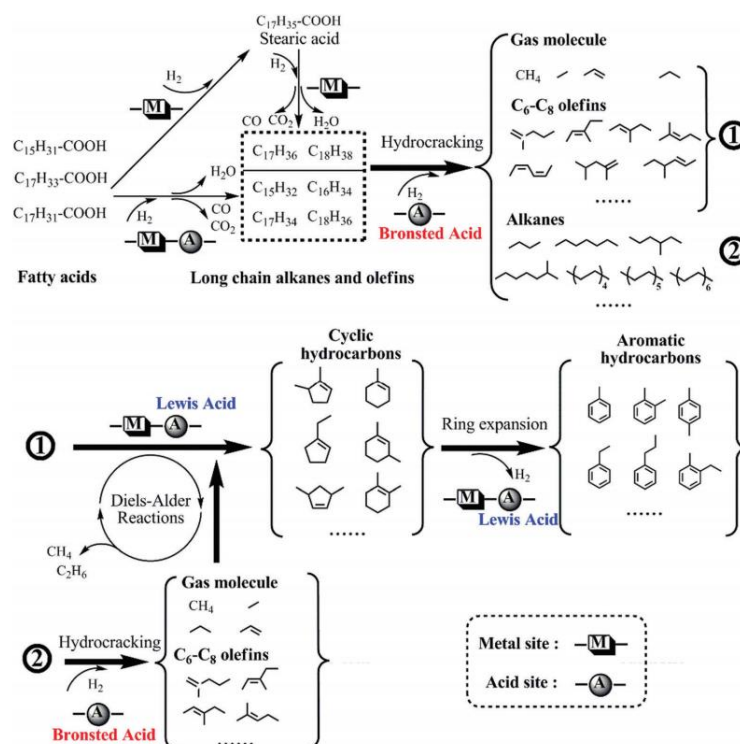 C₁₇H₃₅-COOH
Stearic acid
H₂
M
H₂
M
CO CO₂ H₂O
C₁₅H₃₁-COOH
C₁₇H₃₃-COOH
C₁₇H₃₁-COOH
H₂O
H₂
CO
CO₂
M A
C₁₇H₃₆ C₁₈H₃₈
C₁₅H₃₂ C₁₆H₃₄
C₁₇H₃₄ C₁₈H₃₆
Fatty acids
Long chain alkanes and olefins
Hydrocracking
H₂
A
Bronsted Acid
Gas molecule
CH₄
C₆-C₈ olefins
......
1
Alkanes
4 5 6
......
2
1
Lewis Acid
M A
Diels-Alder
Reactions
CH₄
C₂H₆
Cyclic
hydrocarbons
......
Ring expansion
H₂
M A
Lewis Acid
Aromatic
hydrocarbons
......
2
Hydrocracking
H₂
A
Bronsted Acid
Gas molecule
CH₄
C₆-C₈ olefins
......
Metal site : M
Acid site : A